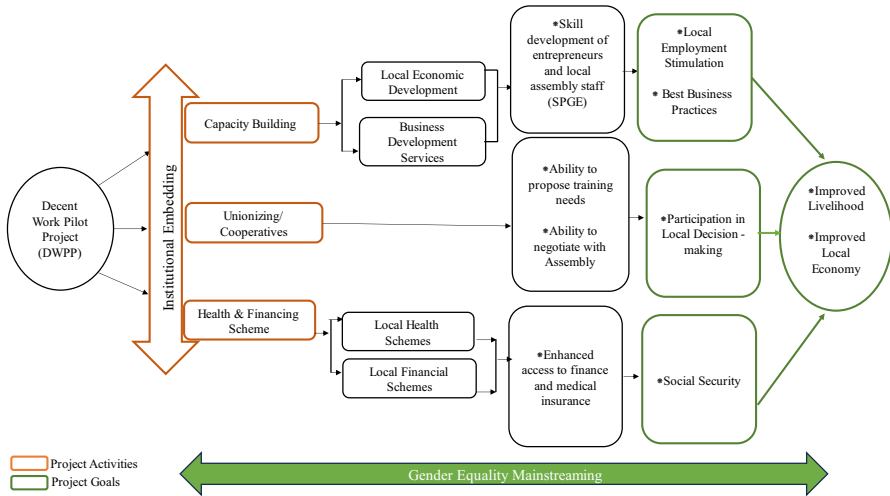 Decent
Work Pilot
Project
(DWPP)
Institutional Embedding
Capacity Building
Local Economic
Development
Business
Development
Services
*Skill
development of
entrepreneurs
and local
assembly staff
(SPGE)
*Local
Employment
Stimulation
* Best Business
Practices
Unionizing/
Cooperatives
*Ability to
propose training
needs
*Ability to
negotiate with
Assembly
*Participation in
Local Decision -
making
*Improved
Livelihood
*Improved
Local
Economy
Health & Financing
Scheme
Local Health
Schemes
Local Financial
Schemes
*Enhanced
access to finance
and medical
insurance
*Social Security
Project Activities
Project Goals
Gender Equality Mainstreaming